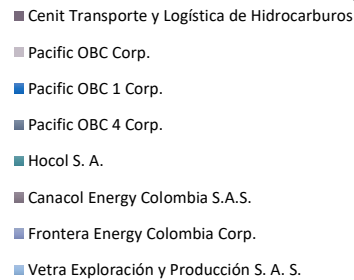 Cenit Transporte y Logística de Hidrocarburos
Pacific OBC Corp.
Pacific OBC 1 Corp.
Pacific OBC 4 Corp.
Hocol S. A.
Canacol Energy Colombia S.A.S.
Frontera Energy Colombia Corp.
Vetra Exploración y Producción S. A. S.